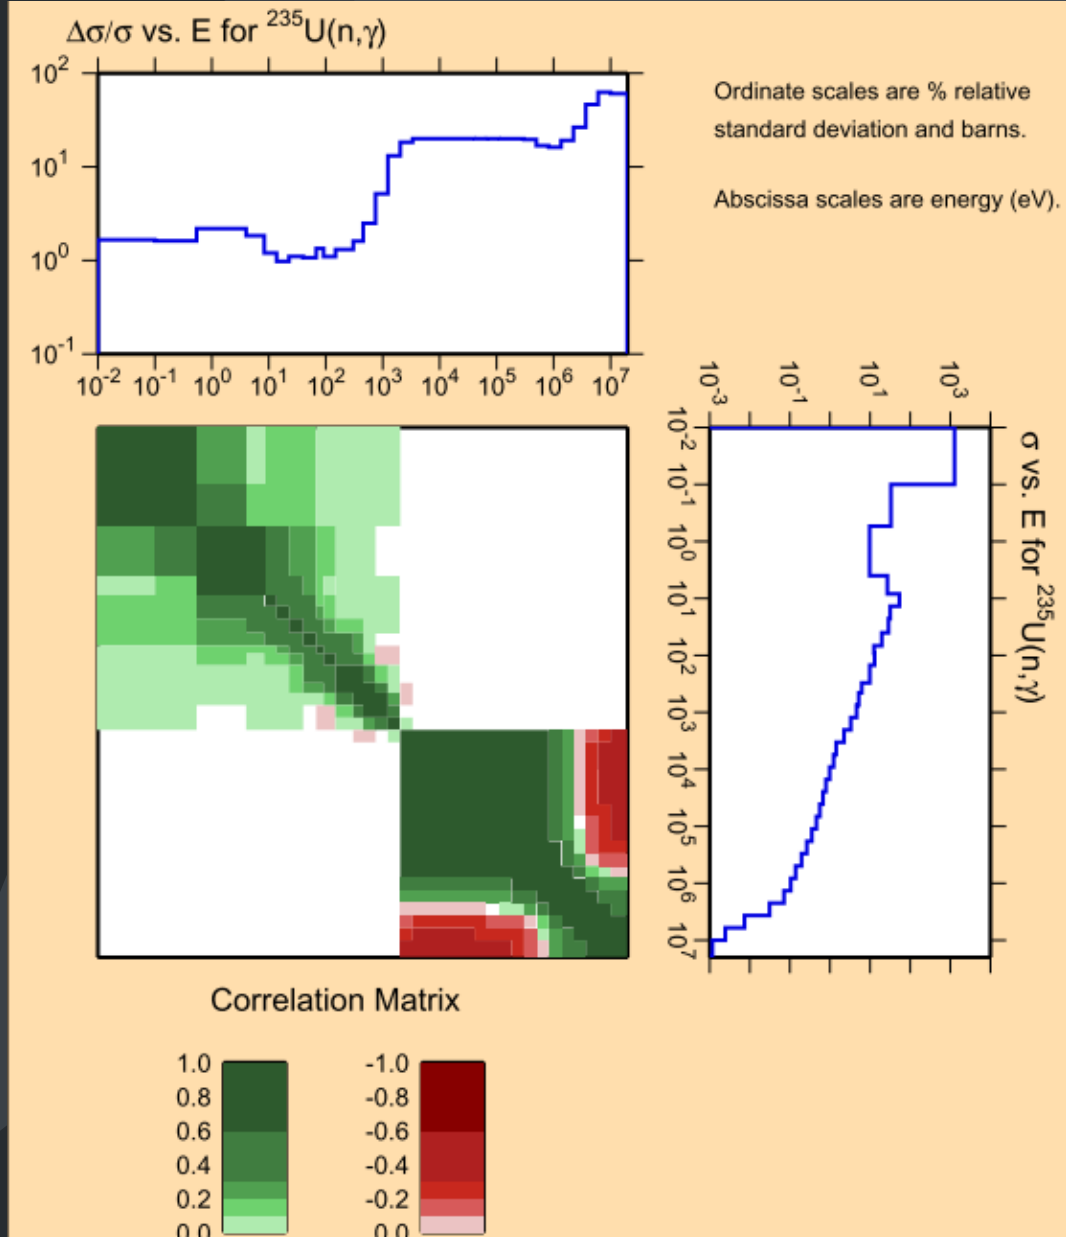 Δσ/σ vs. E for ²³⁵U(n,γ)
Ordinate scales are % relative
standard deviation and barns.
Abscissa scales are energy (eV).
10² 10¹ 10⁰ 10⁻¹
10⁻² 10⁻¹ 10⁰ 10¹ 10² 10³ 10⁴ 10⁵ 10⁶ 10⁷
10⁻³ 10⁻¹ 10¹ 10³
10⁻² 10⁻¹ 10⁰ 10¹ 10² 10³ 10⁴ 10⁵ 10⁶ 10⁷
σ vs. E for ²³⁵U(n,γ)
Correlation Matrix
1.0 -1.0
0.8 -0.8
0.6 -0.6
0.4 -0.4
0.2 -0.2
0.0 0.0